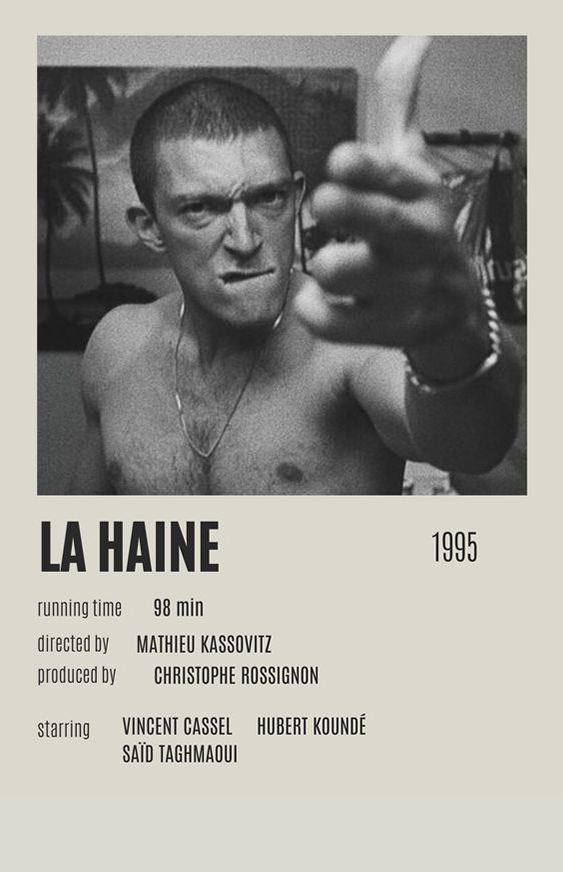 LA HAINE
1995
running time 98 min
directed by MATHIEU KASSOVITZ
produced by CHRISTOPHE ROSSIGNON
starring VINCENT CASSEL HUBERT KOUNDÉ
SAÏD TAGHMAOUI